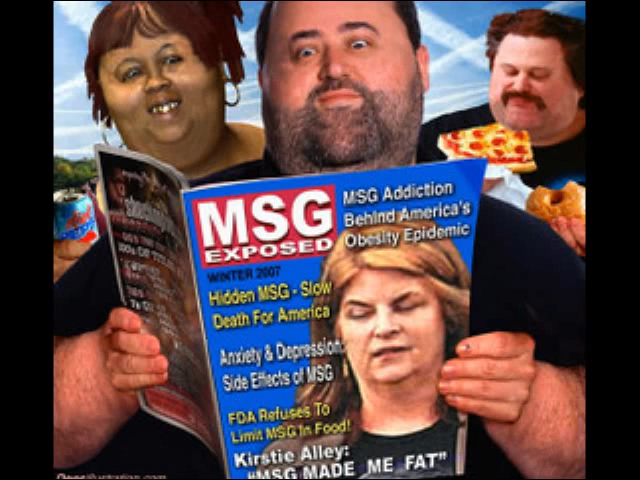 MSG
EXPOSED
MSG Addiction
Behind America's
Obesity Epidemic
WINTER 2007
Hidden MSG - Slow
Death For America
Anxiety & Depression:
Side Effects of MSG
FDA Refuses To
Limit MSG In Food!
Kirstie Alley:
"MSG MADE ME FAT"